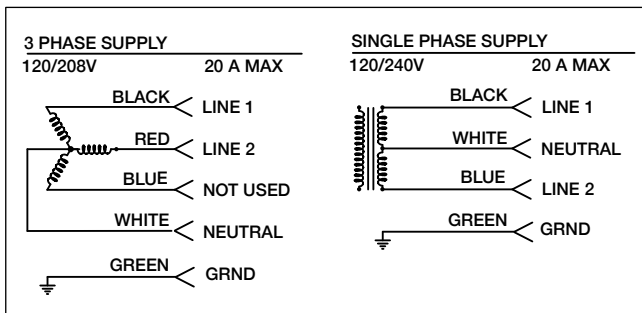 3 PHASE SUPPLY
120/208V 20 A MAX
BLACK LINE 1
RED LINE 2
BLUE NOT USED
WHITE NEUTRAL
GREEN GRND
SINGLE PHASE SUPPLY
120/240V 20 A MAX
BLACK LINE 1
WHITE NEUTRAL
BLUE LINE 2
GREEN GRND